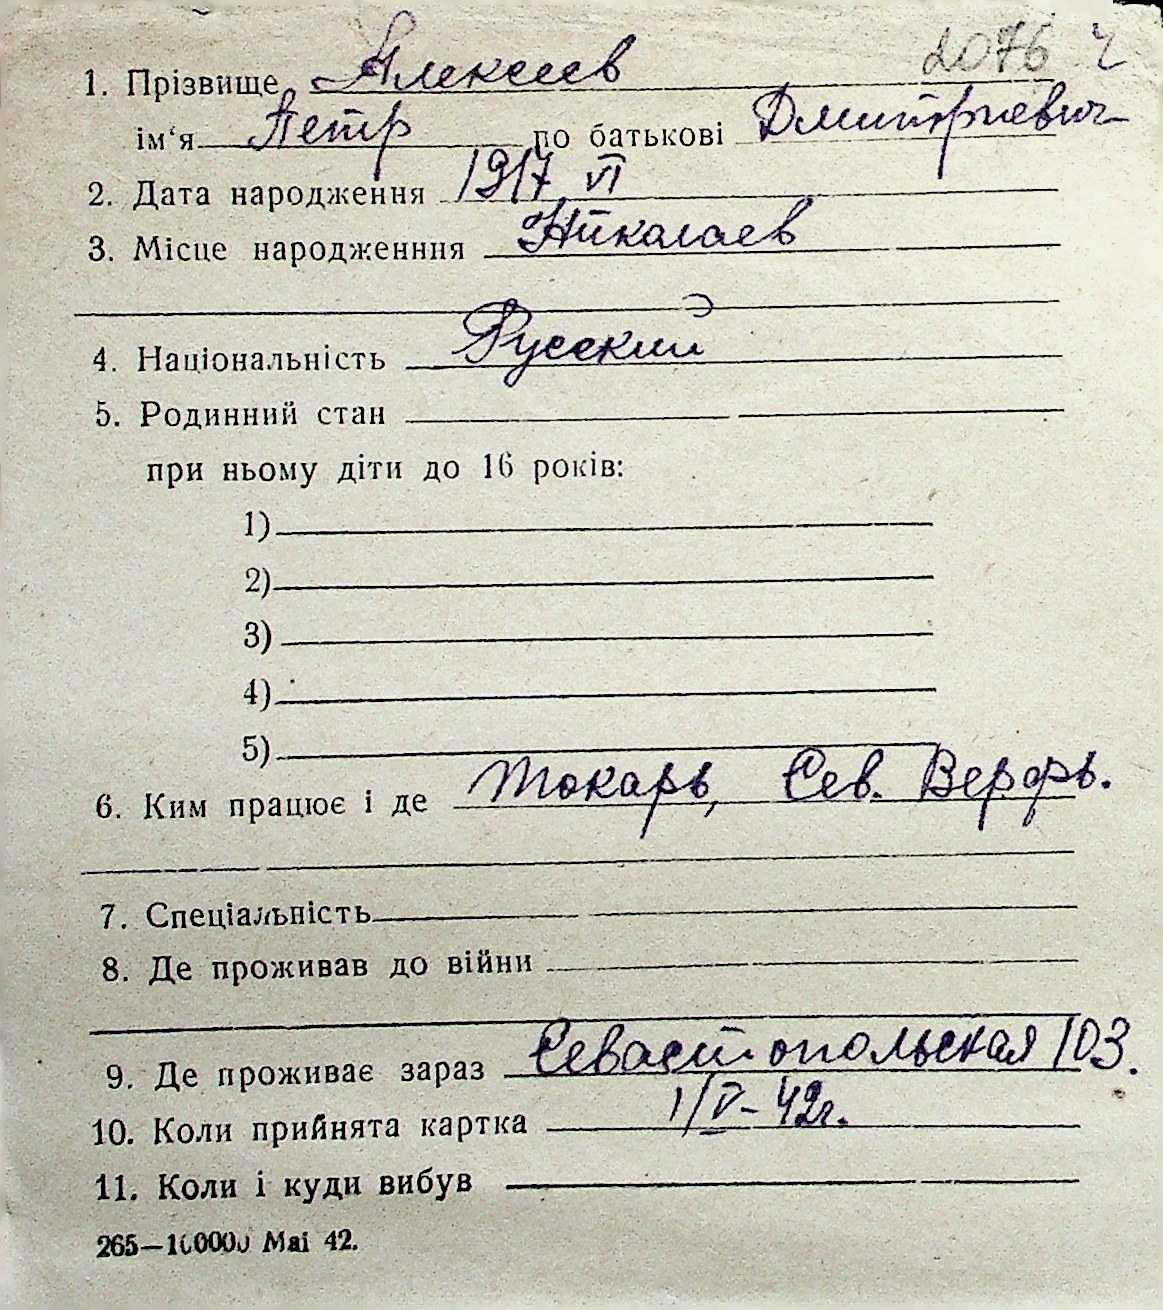 2076 ч
1. Прізвище Алексеев
ім‘я Петр по батькові Дмитриевич
2. Дата народження 1917 VI
3. Місце народженння Николаев
4. Національність Русский
5. Родинний стан
при ньому діти до 16 років:
1)
2)
3)
4)
5)
6. Ким працює і де Токарь, Сев. Верфь.
7. Спеціальність
8. Де проживав до війни
9. Де проживає зараз Севастопольская 103.
10. Коли прийнята картка 1/V-42г.
11. Коли і куди вибув
265—100000 Mai 42.